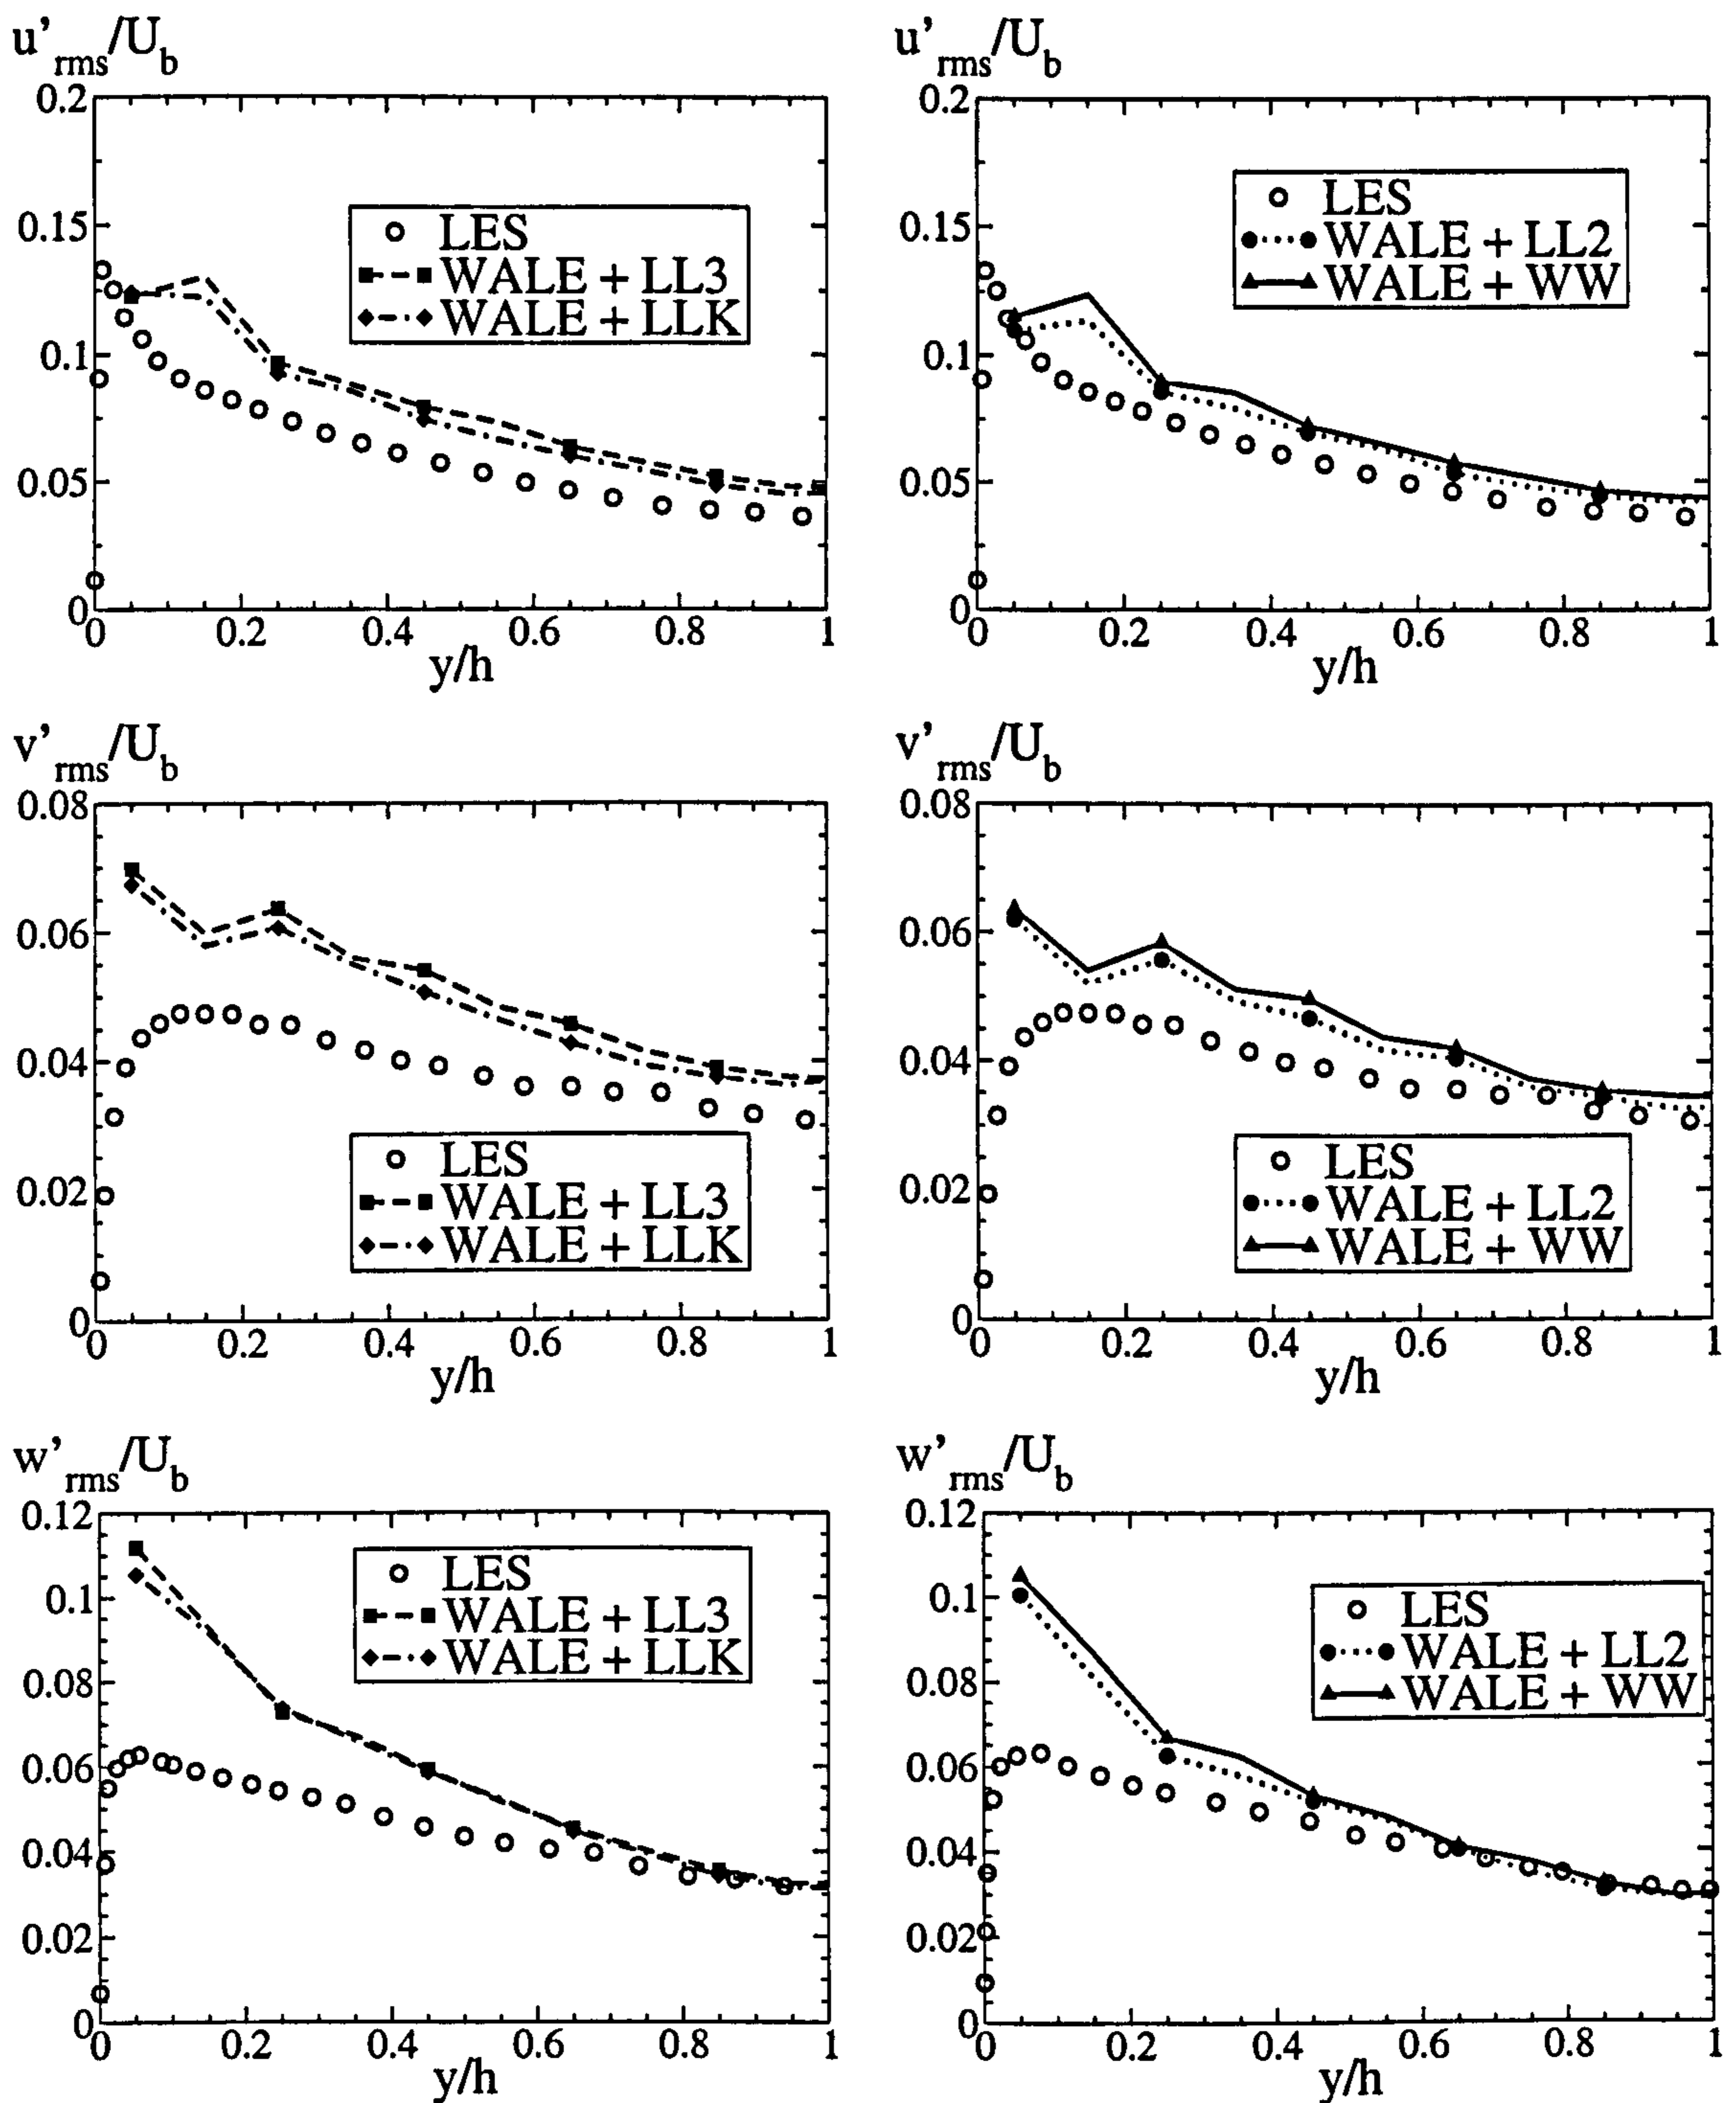 u'rms/Ub
0.2
0.15
0.1
0.05
0
LES
WALE + LL3
WALE + LLK
0 0.2 0.4 0.6 0.8 1
y/h
u'rms/Ub
0.2
0.15
0.1
0.05
0
LES
WALE + LL2
WALE + WW
0 0.2 0.4 0.6 0.8 1
y/h
v'rms/Ub
0.08
0.06
0.04
0.02
0
LES
WALE + LL3
WALE + LLK
0 0.2 0.4 0.6 0.8 1
y/h
v'rms/Ub
0.08
0.06
0.04
0.02
0
LES
WALE + LL2
WALE + WW
0 0.2 0.4 0.6 0.8 1
y/h
w'rms/Ub
0.12
0.1
0.08
0.06
0.04
0.02
0
LES
WALE + LL3
WALE + LLK
0 0.2 0.4 0.6 0.8 1
y/h
w'rms/Ub
0.12
0.1
0.08
0.06
0.04
0.02
0
LES
WALE + LL2
WALE + WW
0 0.2 0.4 0.6 0.8 1
y/h